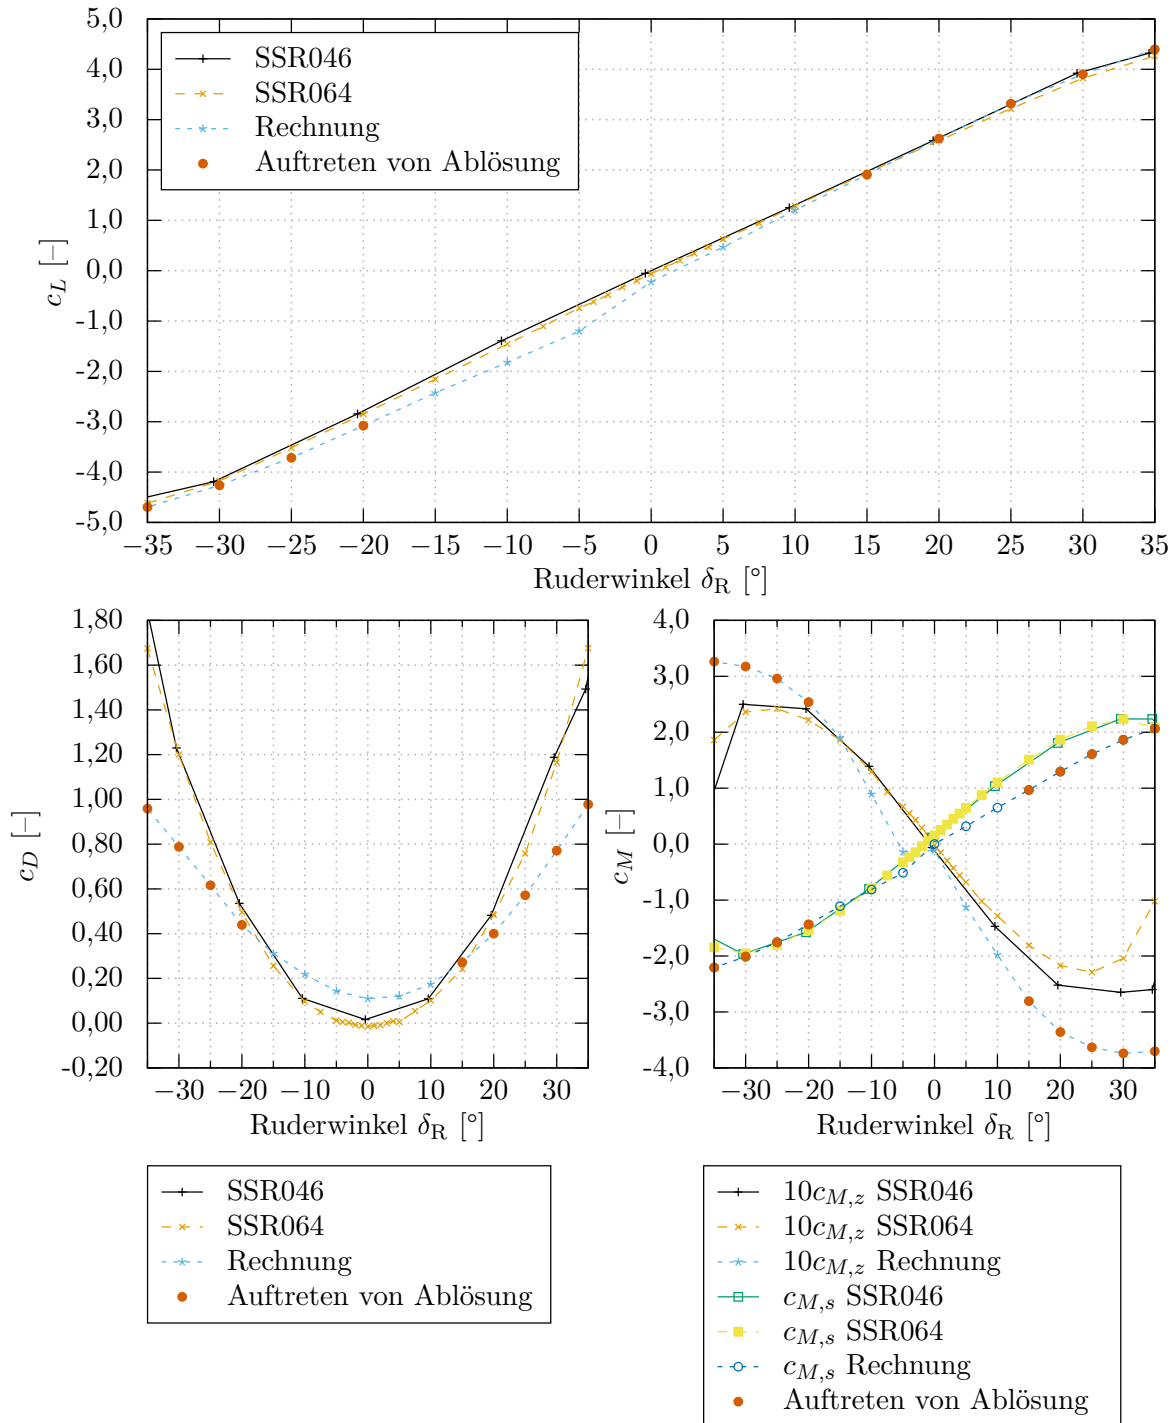 5,0
4,0
3,0
2,0
1,0
0,0
-1,0
-2,0
-3,0
-4,0
-5,0
c_L [–]
SSR046
SSR064
Rechnung
Auftreten von Ablösung
−35 −30 −25 −20 −15 −10 −5 0 5 10 15 20 25 30 35
Ruderwinkel δ_R [°]
1,80
1,60
1,40
1,20
1,00
0,80
0,60
0,40
0,20
0,00
-0,20
c_D [–]
−30 −20 −10 0 10 20 30
Ruderwinkel δ_R [°]
4,0
3,0
2,0
1,0
0,0
-1,0
-2,0
-3,0
-4,0
c_M [–]
−30 −20 −10 0 10 20 30
Ruderwinkel δ_R [°]
SSR046
SSR064
Rechnung
Auftreten von Ablösung
10c_{M,z} SSR046
10c_{M,z} SSR064
10c_{M,z} Rechnung
c_{M,s} SSR046
c_{M,s} SSR064
c_{M,s} Rechnung
Auftreten von Ablösung